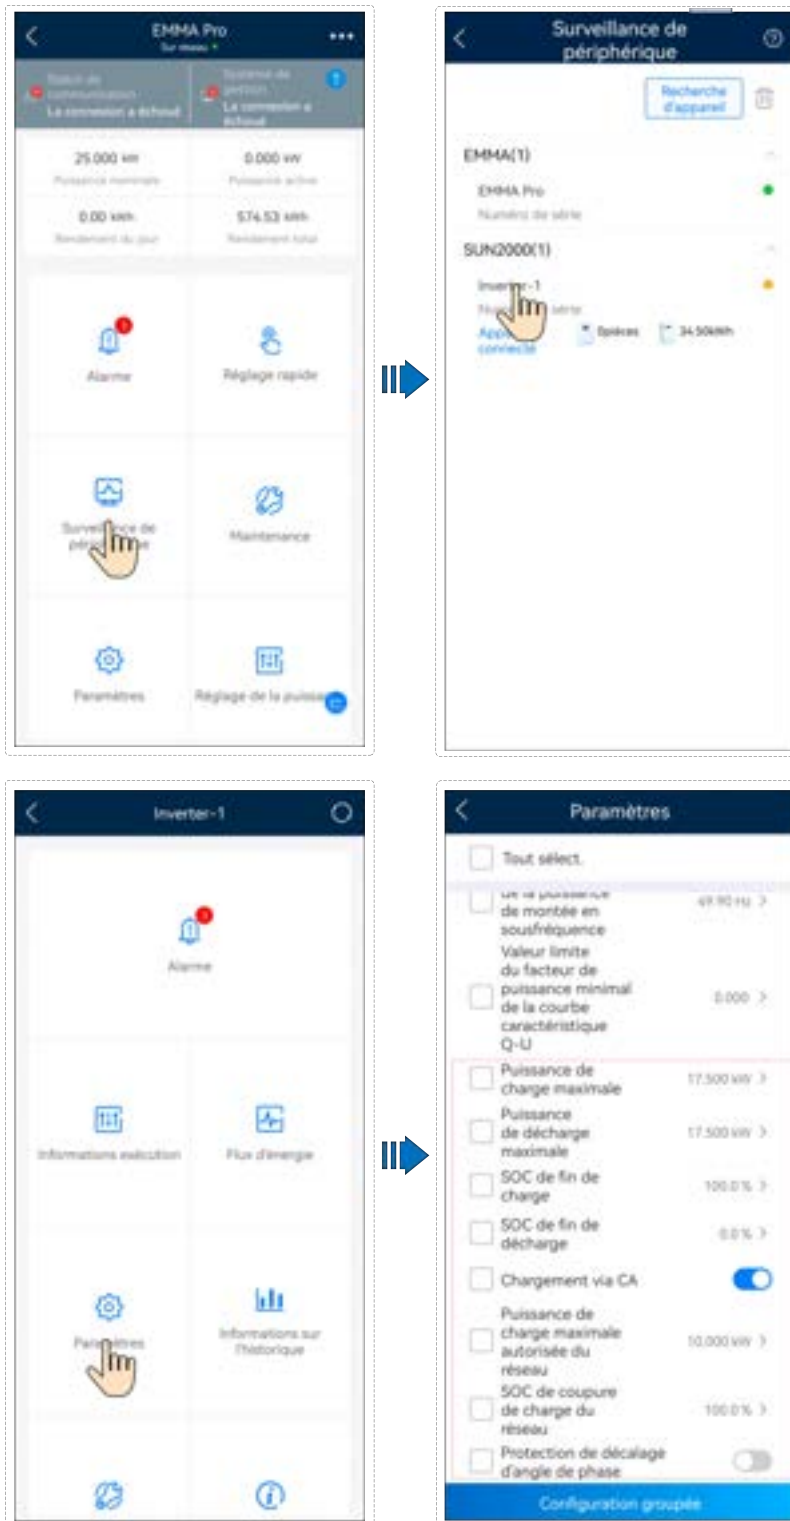 EMMA Pro
Sur réseau
Statut de
communication
La connexion a échoué
Système de
gestion
La connexion a
échoué
25.000 kW
Puissance nominale
0.000 kW
Puissance active
0.00 kWh
Rendement du jour
574.53 kWh
Rendement total
Alarme
Réglage rapide
Surveillance de
Maintenance
Paramètres
Réglage de la
Surveillance de
périphérique
Recherche
d'appareil
EMMA(1)
EMMA Pro
Numéro de série
SUN2000(1)
Inverter-1
série
connecté
0pièces
34.50kWh
Inverter-1
Alarme
Informations exécution
Flux d'énergie
Paramètres
Informations sur
l'historique
Paramètres
Tout sélect.
de la puissance
de montée en
sousfréquence
49.90 Hz
Valeur limite
du facteur de
puissance minimal
de la courbe
caractéristique
Q-U
0.000
Puissance de
charge maximale
17.500 kW
Puissance
de décharge
maximale
17.500 kW
SOC de fin de
charge
100.0 %
SOC de fin de
décharge
0.0 %
Chargement via CA
Puissance de
charge maximale
autorisée du
réseau
10.000 kW
SOC de coupure
de charge du
réseau
100.0 %
Protection de décalage
d'angle de phase
Configuration groupée